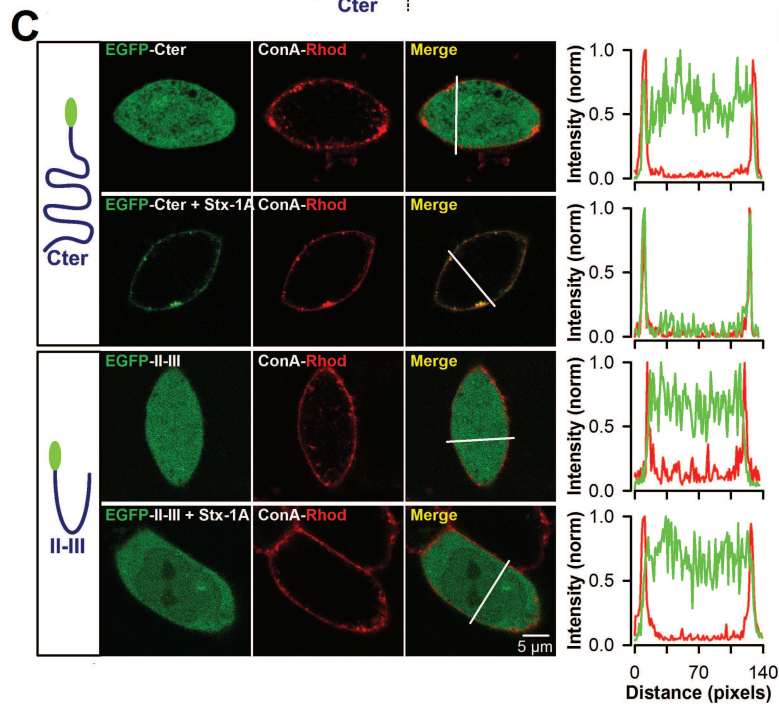 Cter
C
EGFP-Cter ConA-Rhod Merge
EGFP-Cter + Stx-1A ConA-Rhod Merge
Cter
EGFP-II-III ConA-Rhod Merge
EGFP-II-III + Stx-1A ConA-Rhod Merge
II-III
5 µm
Intensity (norm)
1.0
0.5
0.0
Intensity (norm)
1.0
0.5
0.0
Intensity (norm)
1.0
0.5
0.0
Intensity (norm)
1.0
0.5
0.0
0 70 140
Distance (pixels)